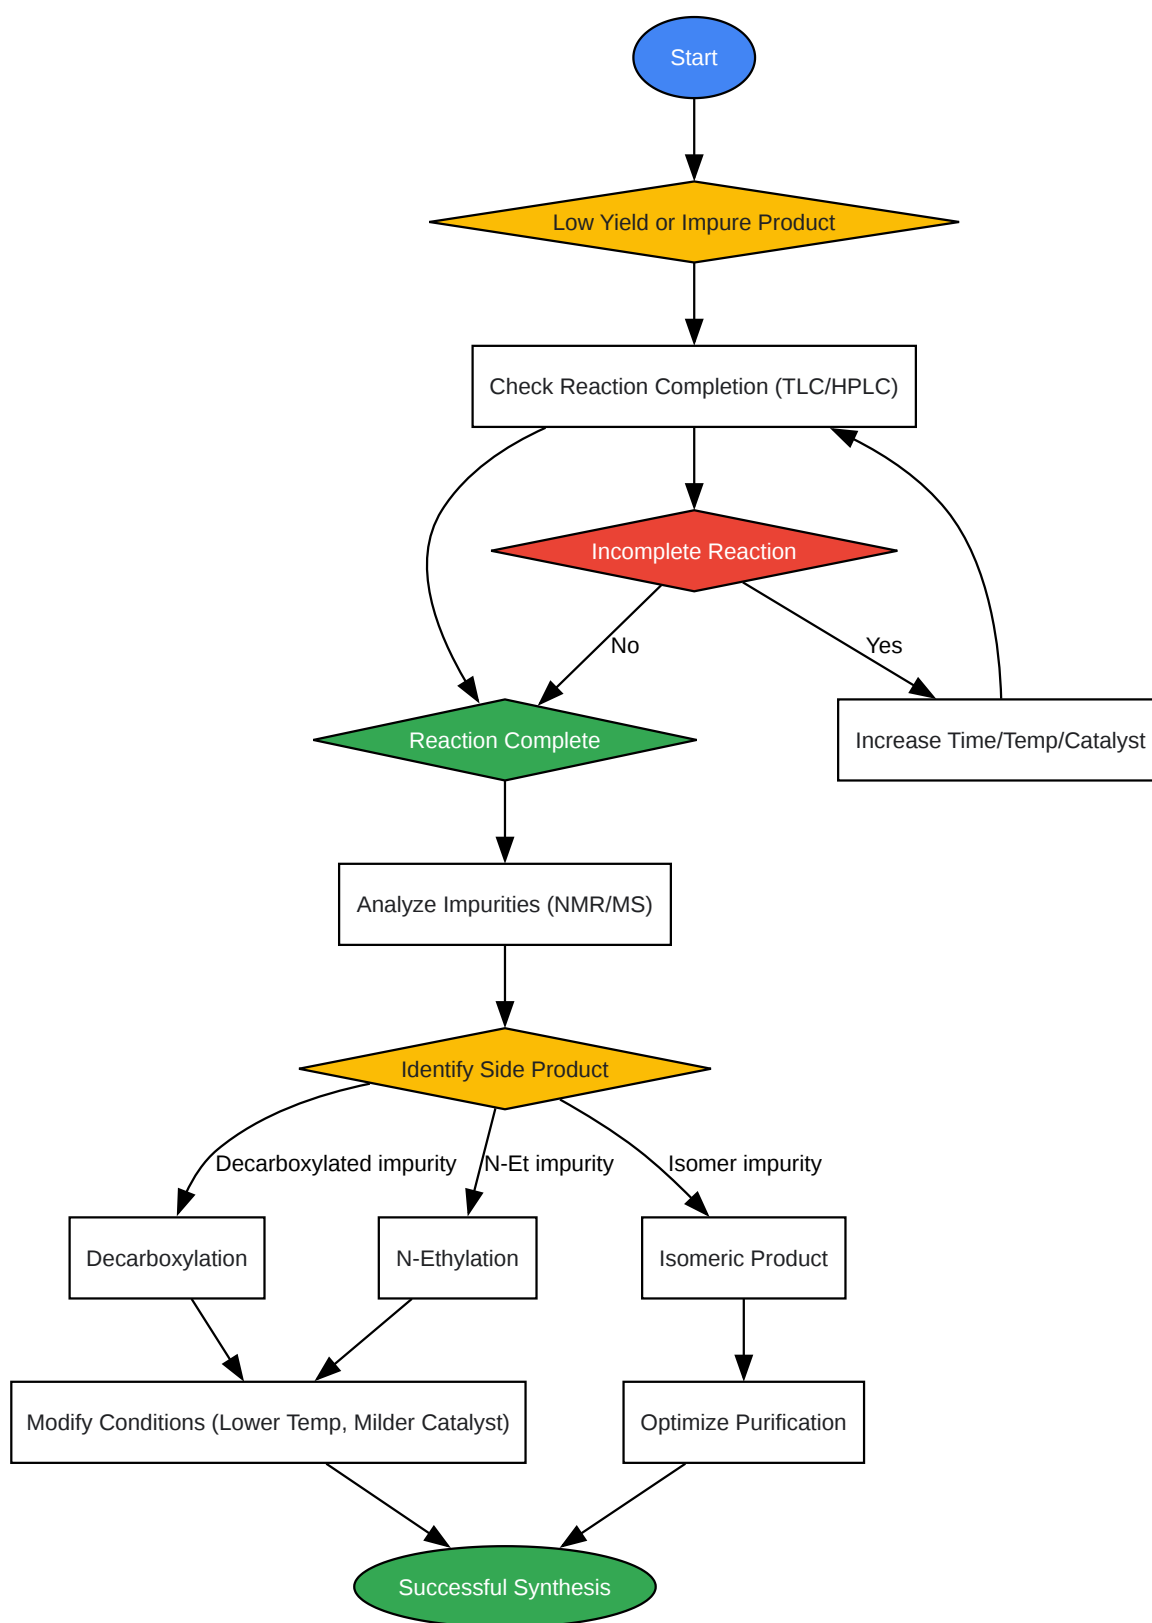 Start
Low Yield or Impure Product
Check Reaction Completion (TLC/HPLC)
Incomplete Reaction
No
Yes
Reaction Complete
Increase Time/Temp/Catalyst
Analyze Impurities (NMR/MS)
Identify Side Product
Decarboxylated impurity
N-Et impurity
Isomer impurity
Decarboxylation
N-Ethylation
Isomeric Product
Modify Conditions (Lower Temp, Milder Catalyst)
Optimize Purification
Successful Synthesis